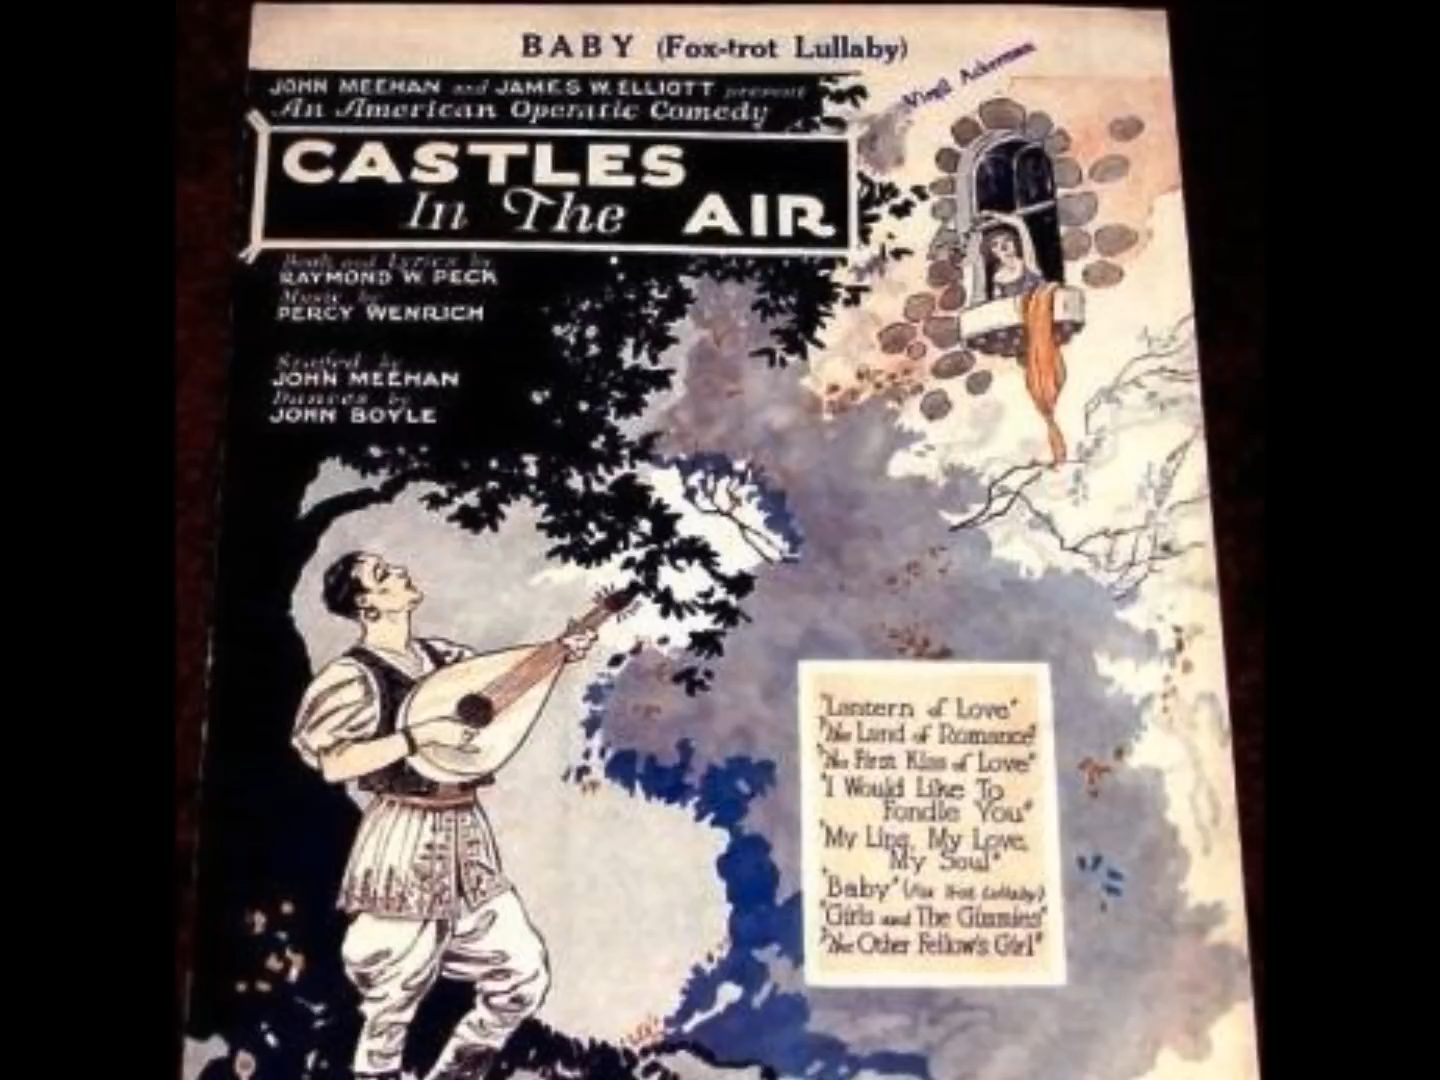 BABY (Fox-trot Lullaby)
Virgil Ackerman
JOHN MEEHAN and JAMES W. ELLIOTT present
An American Operatic Comedy
CASTLES
In The AIR
Book and Lyrics by
RAYMOND W. PECK
Music by
PERCY WENRICH
Staged by
JOHN MEEHAN
Dances by
JOHN BOYLE
"Lantern of Love"
"The Land of Romance"
"The First Kiss of Love"
"I Would Like To
Fondle You"
"My Lips, My Love,
My Soul"
"Baby" (Fox Trot Lullaby)
"Girls and The Gimmies"
"The Other Fellow's Girl"